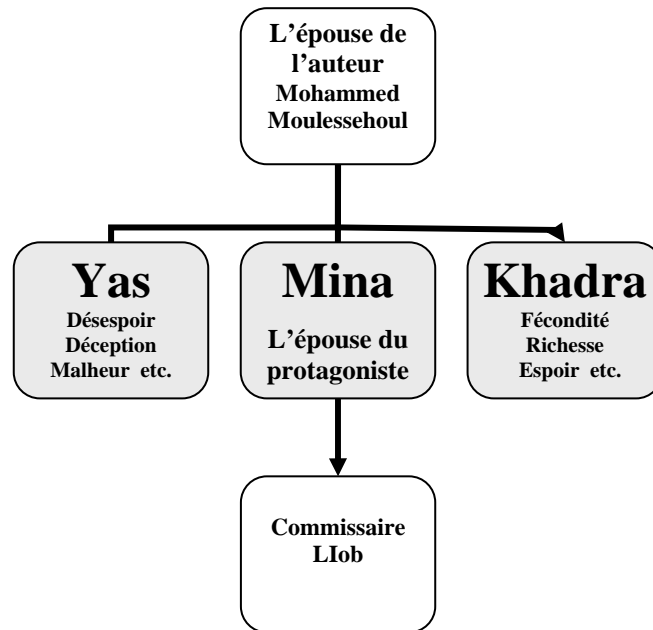 L'épouse de
l'auteur
Mohammed
Moulessehoul
Yas
Désespoir
Déception
Malheur etc.
Mina
L'épouse du
protagoniste
Khadra
Fécondité
Richesse
Espoir etc.
Commissaire
LIob